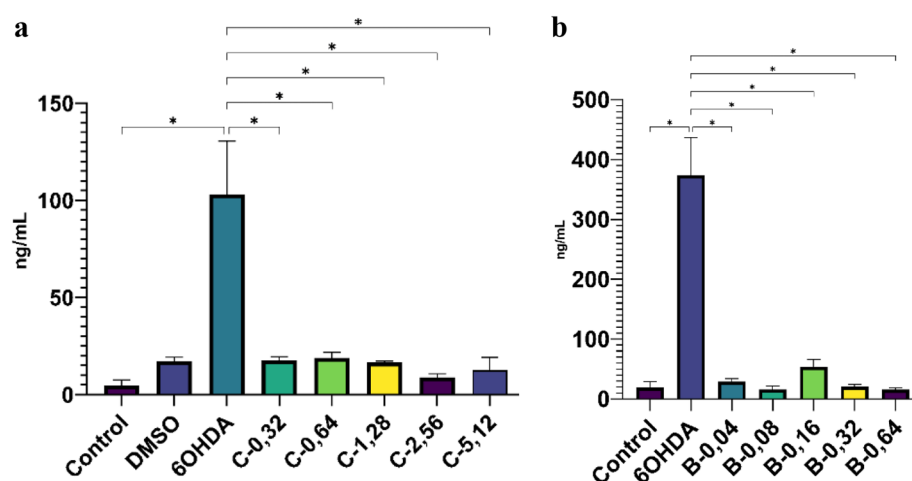 a
*
*
*
*
*
*
150
100
50
0
ng/mL
Control
DMSO
6OHDA
C-0,32
C-0,64
C-1,28
C-2,56
C-5,12
b
*
*
*
*
*
*
500
400
300
200
100
0
ng/mL
Control
6OHDA
B-0,04
B-0,08
B-0,16
B-0,32
B-0,64